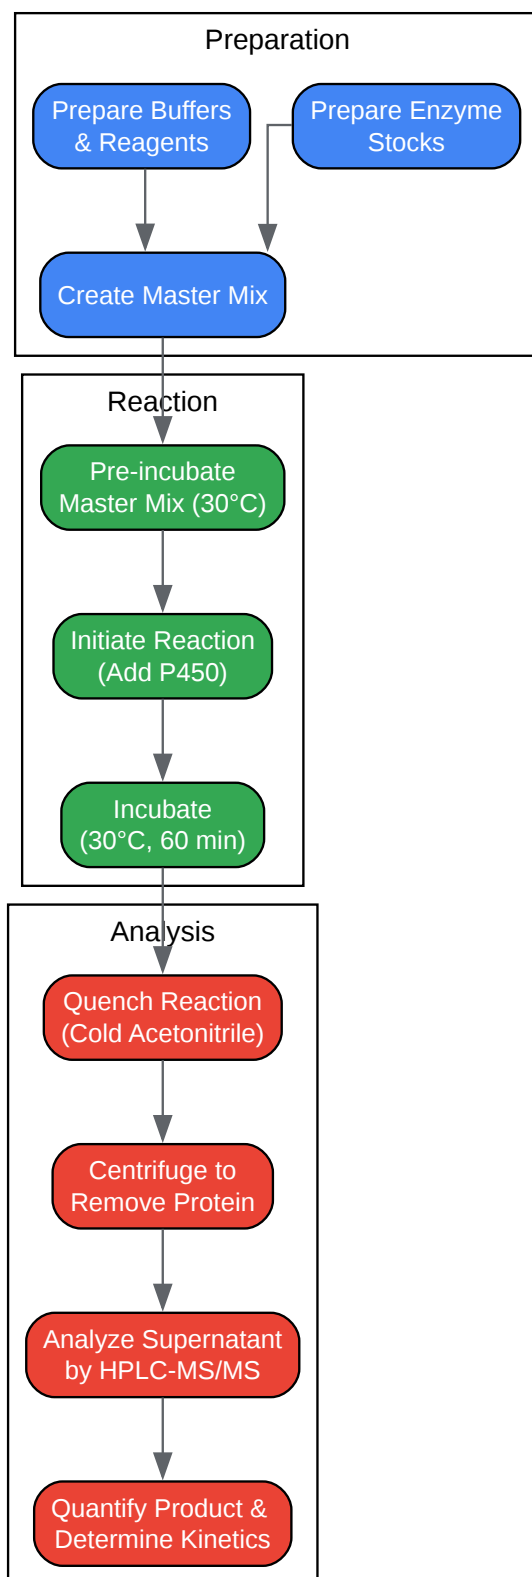 Preparation
Prepare Buffers
& Reagents
Prepare Enzyme
Stocks
Create Master Mix
Reaction
Pre-incubate
Master Mix (30°C)
Initiate Reaction
(Add P450)
Incubate
(30°C, 60 min)
Analysis
Quench Reaction
(Cold Acetonitrile)
Centrifuge to
Remove Protein
Analyze Supernatant
by HPLC-MS/MS
Quantify Product &
Determine Kinetics